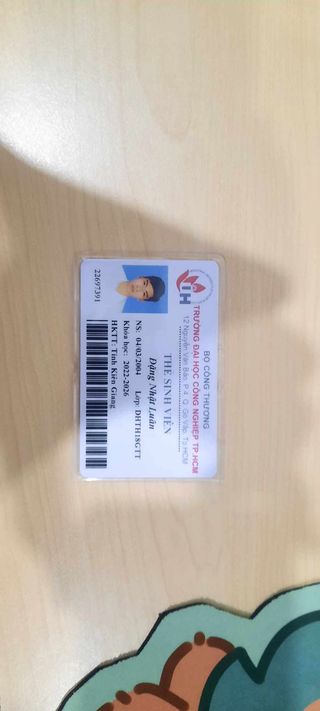 BỘ CÔNG THƯƠNG
TRƯỜNG ĐẠI HỌC CÔNG NGHIỆP TP.HCM
12 Nguyễn Văn Bảo, P.4, Q. Gò Vấp, Tp.HCM
THẺ SINH VIÊN
Đặng Nhật Luân
NS: 04/03/2004 Lớp: DHTH18GTT
Khóa học: 2022-2026
HKTT: Tỉnh Kiên Giang
22697391